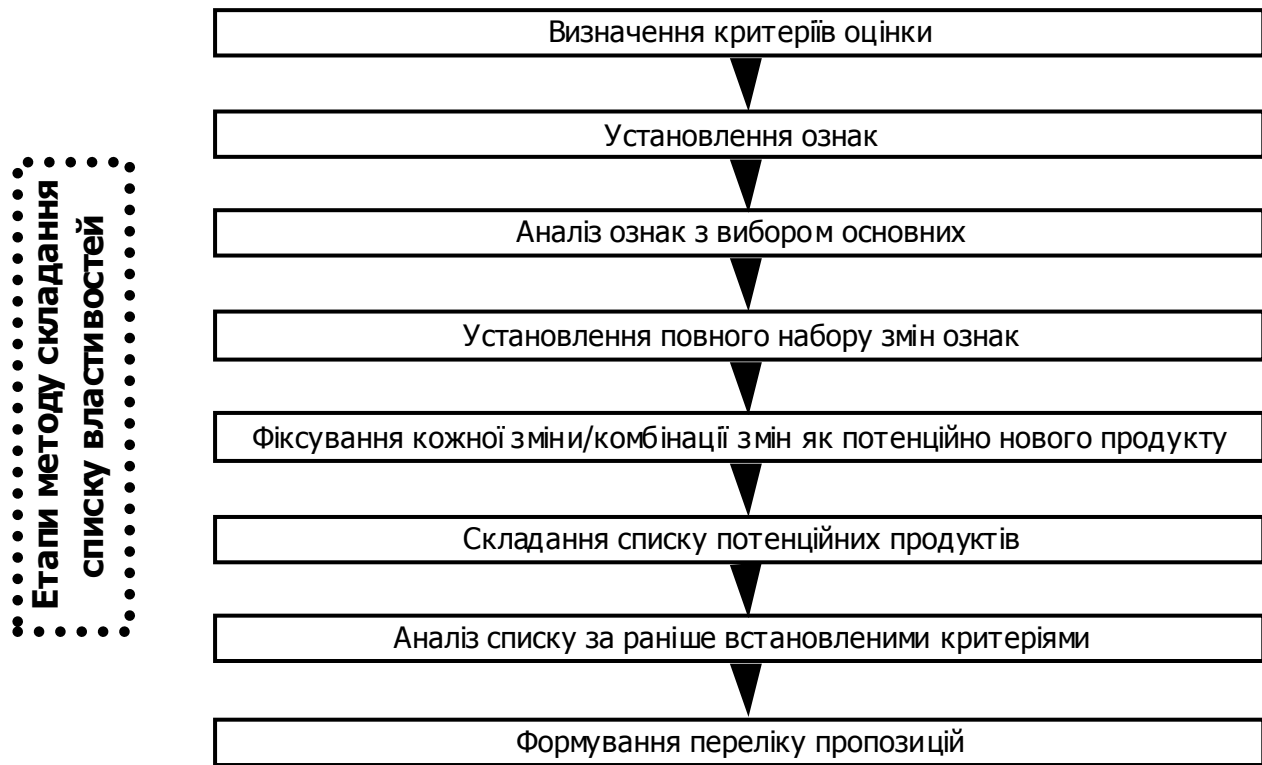 Етапи методу складання
списку властивостей
Визначення критеріїв оцінки
Установлення ознак
Аналіз ознак з вибором основних
Установлення повного набору змін ознак
Фіксування кожної зміни/комбінації змін як потенційно нового продукту
Складання списку потенційних продуктів
Аналіз списку за раніше встановленими критеріями
Формування переліку пропозицій